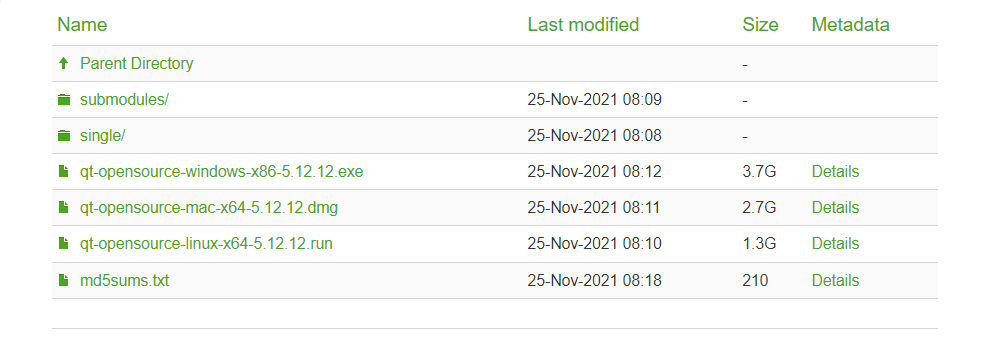 Name Last modified Size Metadata
Parent Directory -
submodules/ 25-Nov-2021 08:09 -
single/ 25-Nov-2021 08:08 -
qt-opensource-windows-x86-5.12.12.exe 25-Nov-2021 08:12 3.7G Details
qt-opensource-mac-x64-5.12.12.dmg 25-Nov-2021 08:11 2.7G Details
qt-opensource-linux-x64-5.12.12.run 25-Nov-2021 08:10 1.3G Details
md5sums.txt 25-Nov-2021 08:18 210 Details